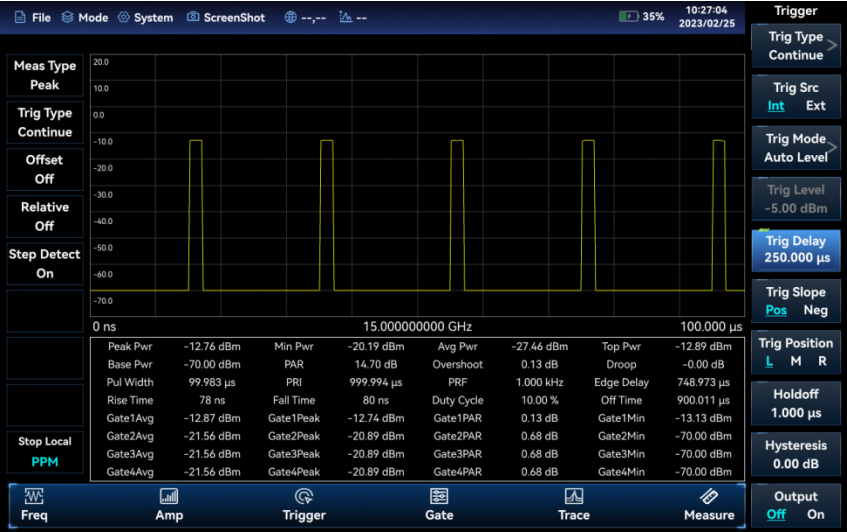 File Mode System ScreenShot --,-- -- 35% 10:27:04
2023/02/25
Trigger
Meas Type
Peak
Trig Type
Continue
Offset
Off
Relative
Off
Step Detect
On
Stop Local
PPM
20.0
10.0
0.0
-10.0
-20.0
-30.0
-40.0
-50.0
-60.0
-70.0
0 ns 15.000000000 GHz 100.000 µs
Peak Pwr -12.76 dBm Min Pwr -20.19 dBm Avg Pwr -27.46 dBm Top Pwr -12.89 dBm
Base Pwr -70.00 dBm PAR 14.70 dB Overshoot 0.13 dB Droop -0.00 dB
Pul Width 99.983 µs PRI 999.994 µs PRF 1.000 kHz Edge Delay 748.973 µs
Rise Time 78 ns Fall Time 80 ns Duty Cycle 10.00 % Off Time 900.011 µs
Gate1Avg -12.87 dBm Gate1Peak -12.74 dBm Gate1PAR 0.13 dB Gate1Min -13.13 dBm
Gate2Avg -21.56 dBm Gate2Peak -20.89 dBm Gate2PAR 0.68 dB Gate2Min -70.00 dBm
Gate3Avg -21.56 dBm Gate3Peak -20.89 dBm Gate3PAR 0.68 dB Gate3Min -70.00 dBm
Gate4Avg -21.56 dBm Gate4Peak -20.89 dBm Gate4PAR 0.68 dB Gate4Min -70.00 dBm
Trig Type
Continue
Trig Src
Int Ext
Trig Mode
Auto Level
Trig Level
-5.00 dBm
Trig Delay
250.000 µs
Trig Slope
Pos Neg
Trig Position
L M R
Holdoff
1.000 µs
Hysteresis
0.00 dB
Output
Off On
Freq Amp Trigger Gate Trace Measure